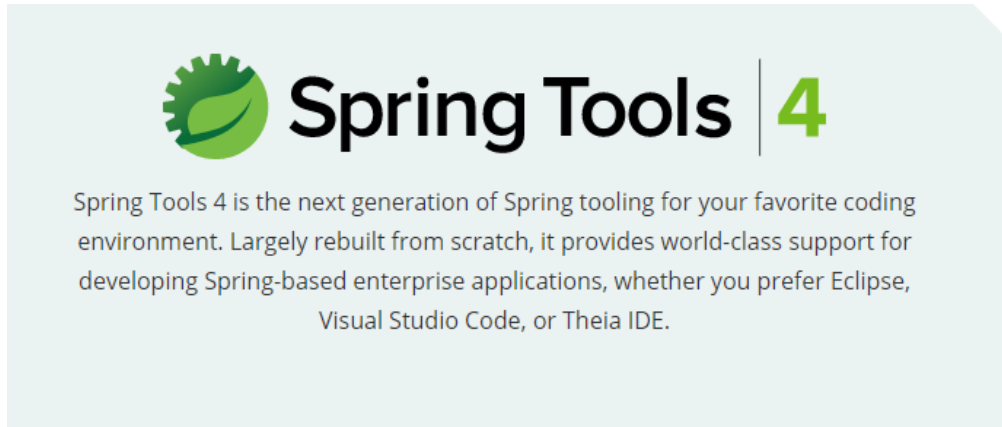 Spring Tools 4
Spring Tools 4 is the next generation of Spring tooling for your favorite coding
environment. Largely rebuilt from scratch, it provides world-class support for
developing Spring-based enterprise applications, whether you prefer Eclipse,
Visual Studio Code, or Theia IDE.